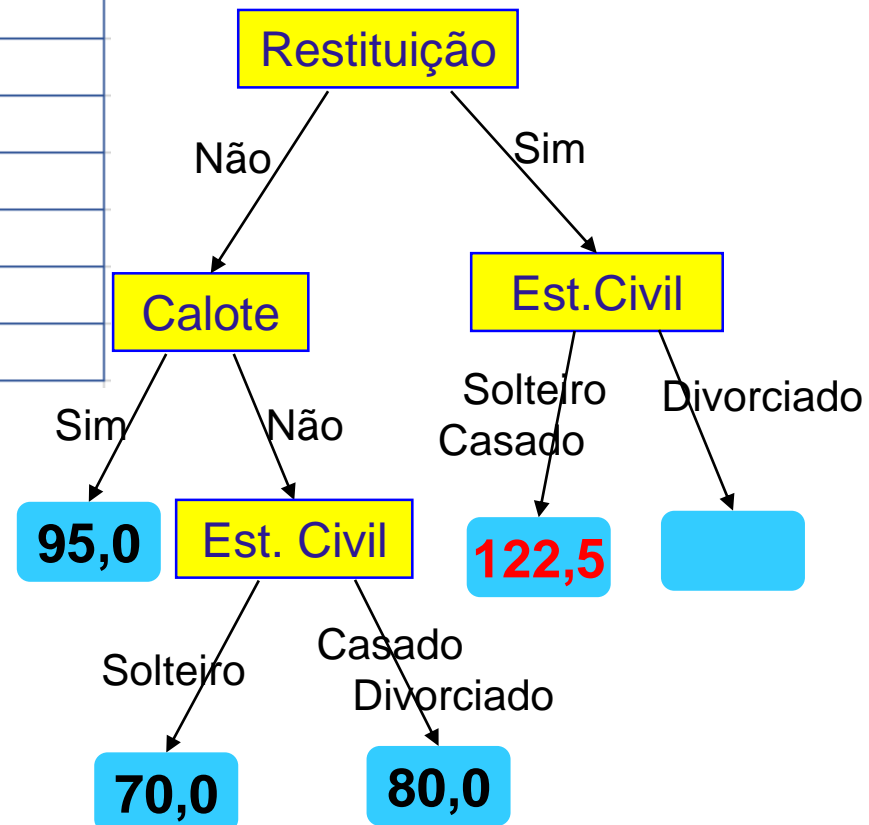 Restituição
Não
Sim
Calote
Est.Civil
Sim
Não
Solteiro
Casado
Divorciado
95,0
Est. Civil
122,5
Solteiro
Casado
Divorciado
70,0
80,0